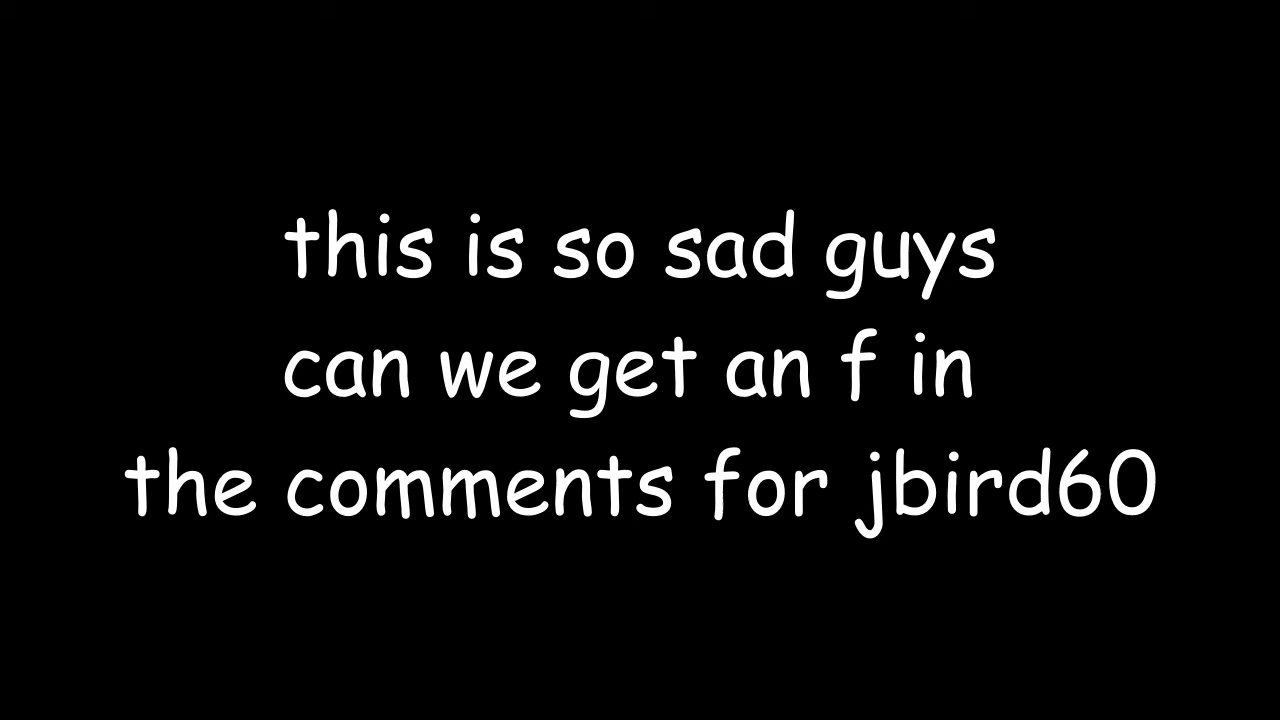 this is so sad guys
can we get an f in
the comments for jbird60